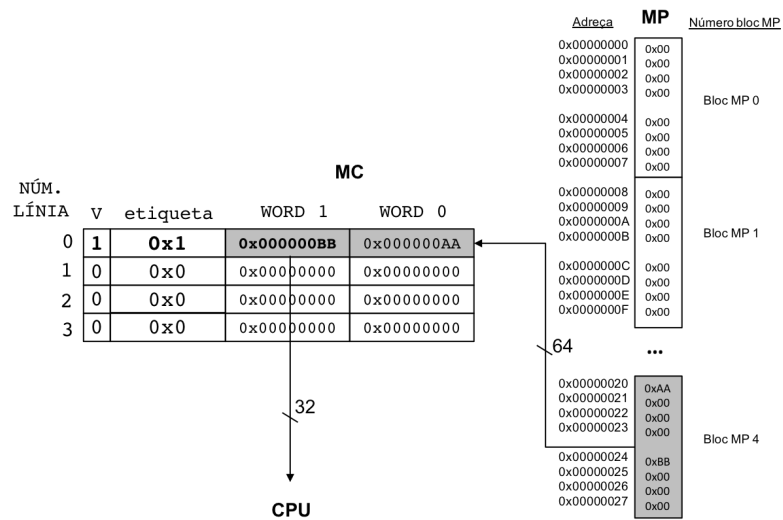 Adreça MP Número bloc MP
0x00000000 0x00
0x00000001 0x00
0x00000002 0x00
0x00000003 0x00
Bloc MP 0
0x00000004 0x00
0x00000005 0x00
0x00000006 0x00
0x00000007 0x00
0x00000008 0x00
0x00000009 0x00
0x0000000A 0x00
0x0000000B 0x00
Bloc MP 1
0x0000000C 0x00
0x0000000D 0x00
0x0000000E 0x00
0x0000000F 0x00
...
0x00000020 0xAA
0x00000021 0x00
0x00000022 0x00
0x00000023 0x00
Bloc MP 4
0x00000024 0xBB
0x00000025 0x00
0x00000026 0x00
0x00000027 0x00
MC
NÚM.
LÍNIA V etiqueta WORD 1 WORD 0
0 1 0x1 0x000000BB 0x000000AA
1 0 0x0 0x00000000 0x00000000
2 0 0x0 0x00000000 0x00000000
3 0 0x0 0x00000000 0x00000000
64
32
CPU